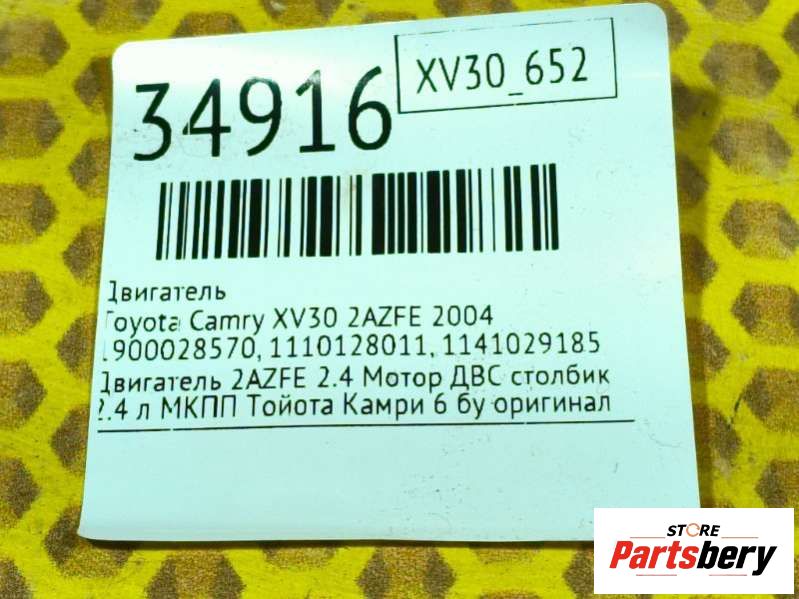 34916
XV30_652
Двигатель
Toyota Camry XV30 2AZFE 2004
1900028570, 1110128011, 1141029185
Двигатель 2AZFE 2.4 Мотор ДВС столбик
2.4 л МКПП Тойота Камри 6 бу оригинал
STORE
Partsbery